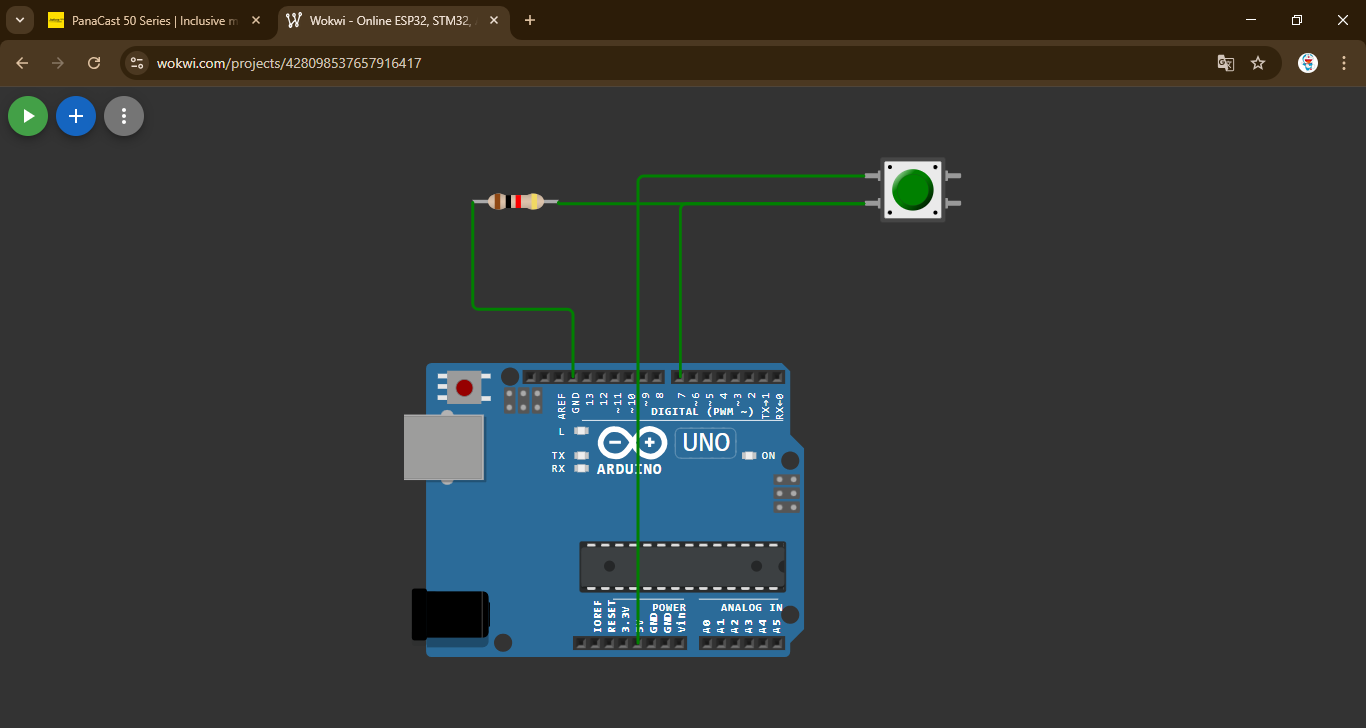 PanaCast 50 Series | Inclusive m
Wokwi - Online ESP32, STM32,
wokwi.com/projects/428098537657916417
AREF
GND
13
12
~11
~10
~9
8
7
~6
~5
4
~3
2
TX→1
RX←0
DIGITAL (PWM ~)
L
TX
RX
ARDUINO
UNO
ON
POWER
ANALOG IN
IOREF
RESET
3.3V
5V
GND
GND
Vin
A0
A1
A2
A3
A4
A5